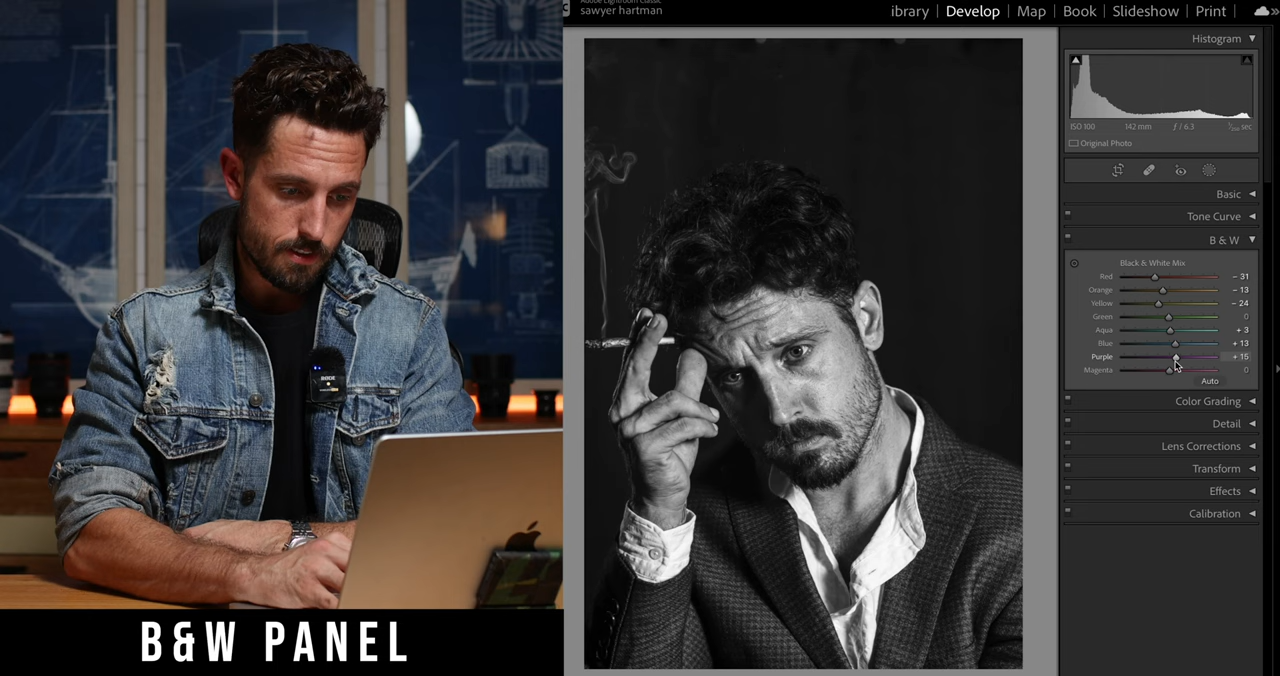 Adobe Lightroom Classic
sawyer hartman
ibrary | Develop | Map | Book | Slideshow | Print |
Histogram
ISO 100 142 mm ƒ / 6.3 sec
Original Photo
Basic
Tone Curve
B & W
Black & White Mix
Red − 31
Orange − 13
Yellow − 24
Green 0
Aqua + 3
Blue + 13
Purple + 15
Magenta 0
Auto
Color Grading
Detail
Lens Corrections
Transform
Effects
Calibration
RØDE
B&W PANEL